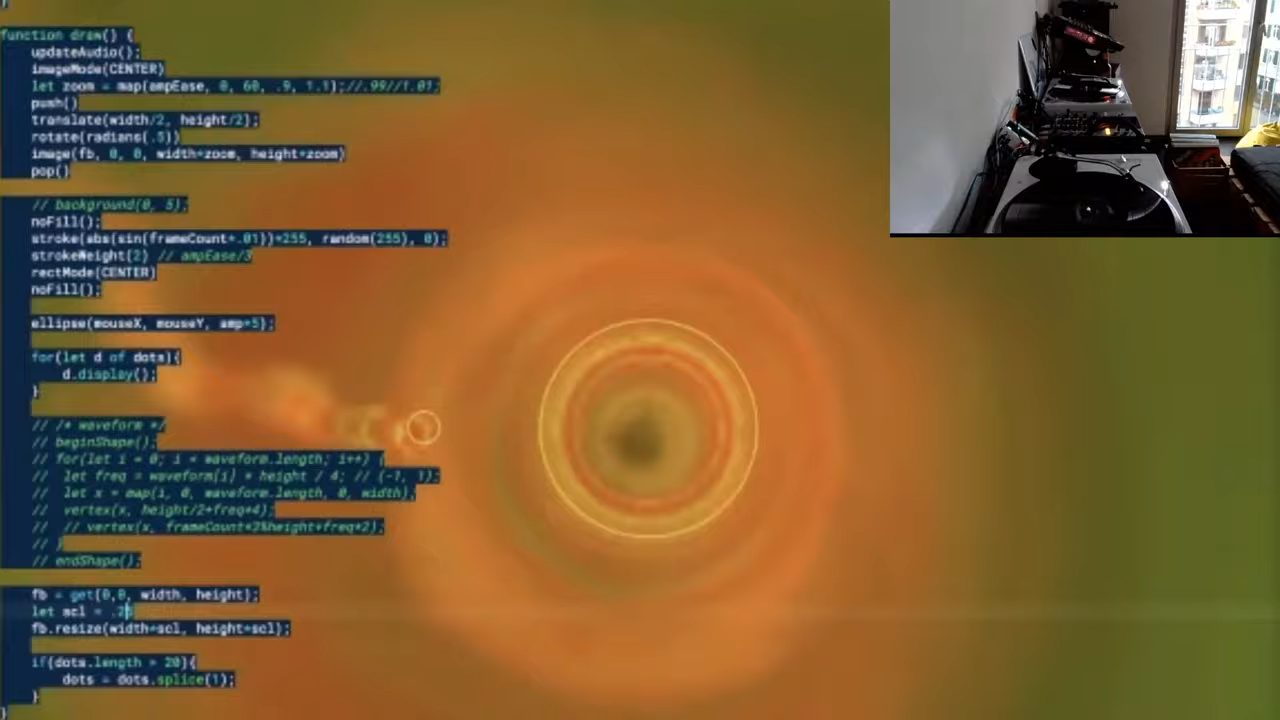 }
function draw() {
updateAudio();
imageMode(CENTER)
let zoom = map(ampEase, 0, 60, .9, 1.1);//.99//1.01;
push()
translate(width/2, height/2);
rotate(radians(.5))
image(fb, 0, 0, width*zoom, height*zoom)
pop()
// background(0, 5);
noFill();
stroke(abs(sin(frameCount*.01))*255, random(255), 0);
strokeWeight(2) // ampEase/3
rectMode(CENTER)
noFill();
ellipse(mouseX, mouseY, amp*5);
for(let d of dots){
d.display();
}
// /* waveform */
// beginShape();
// for(let i = 0; i < waveform.length; i++) {
//  let freq = waveform[i] * height / 4; // (-1, 1);
//  let x = map(i, 0, waveform.length, 0, width);
//  vertex(x, height/2+freq*4);
//  // vertex(x, frameCount*2%height+freq*2);
// }
// endShape();
fb = get(0,0, width, height);
let scl = .25
fb.resize(width*scl, height*scl);
if(dots.length > 20){
dots = dots.splice(1);
}
}